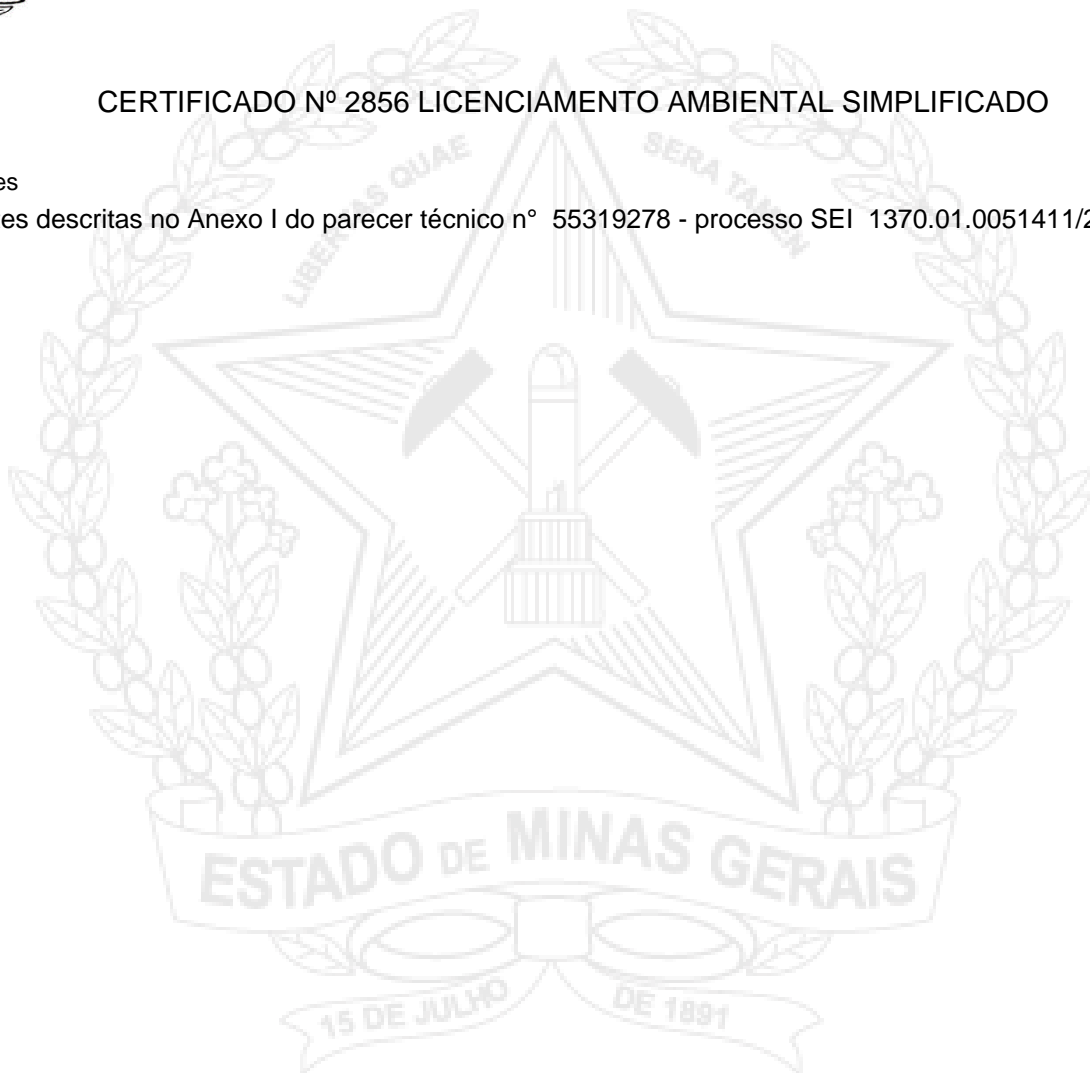 CERTIFICADO Nº 2856 LICENCIAMENTO AMBIENTAL SIMPLIFICADO
es
es descritas no Anexo I do parecer técnico n° 55319278 - processo SEI 1370.01.0051411/2
LIBERTAS QUAE SERA TAMEN
ESTADO DE MINAS GERAIS
15 DE JULHO DE 1891